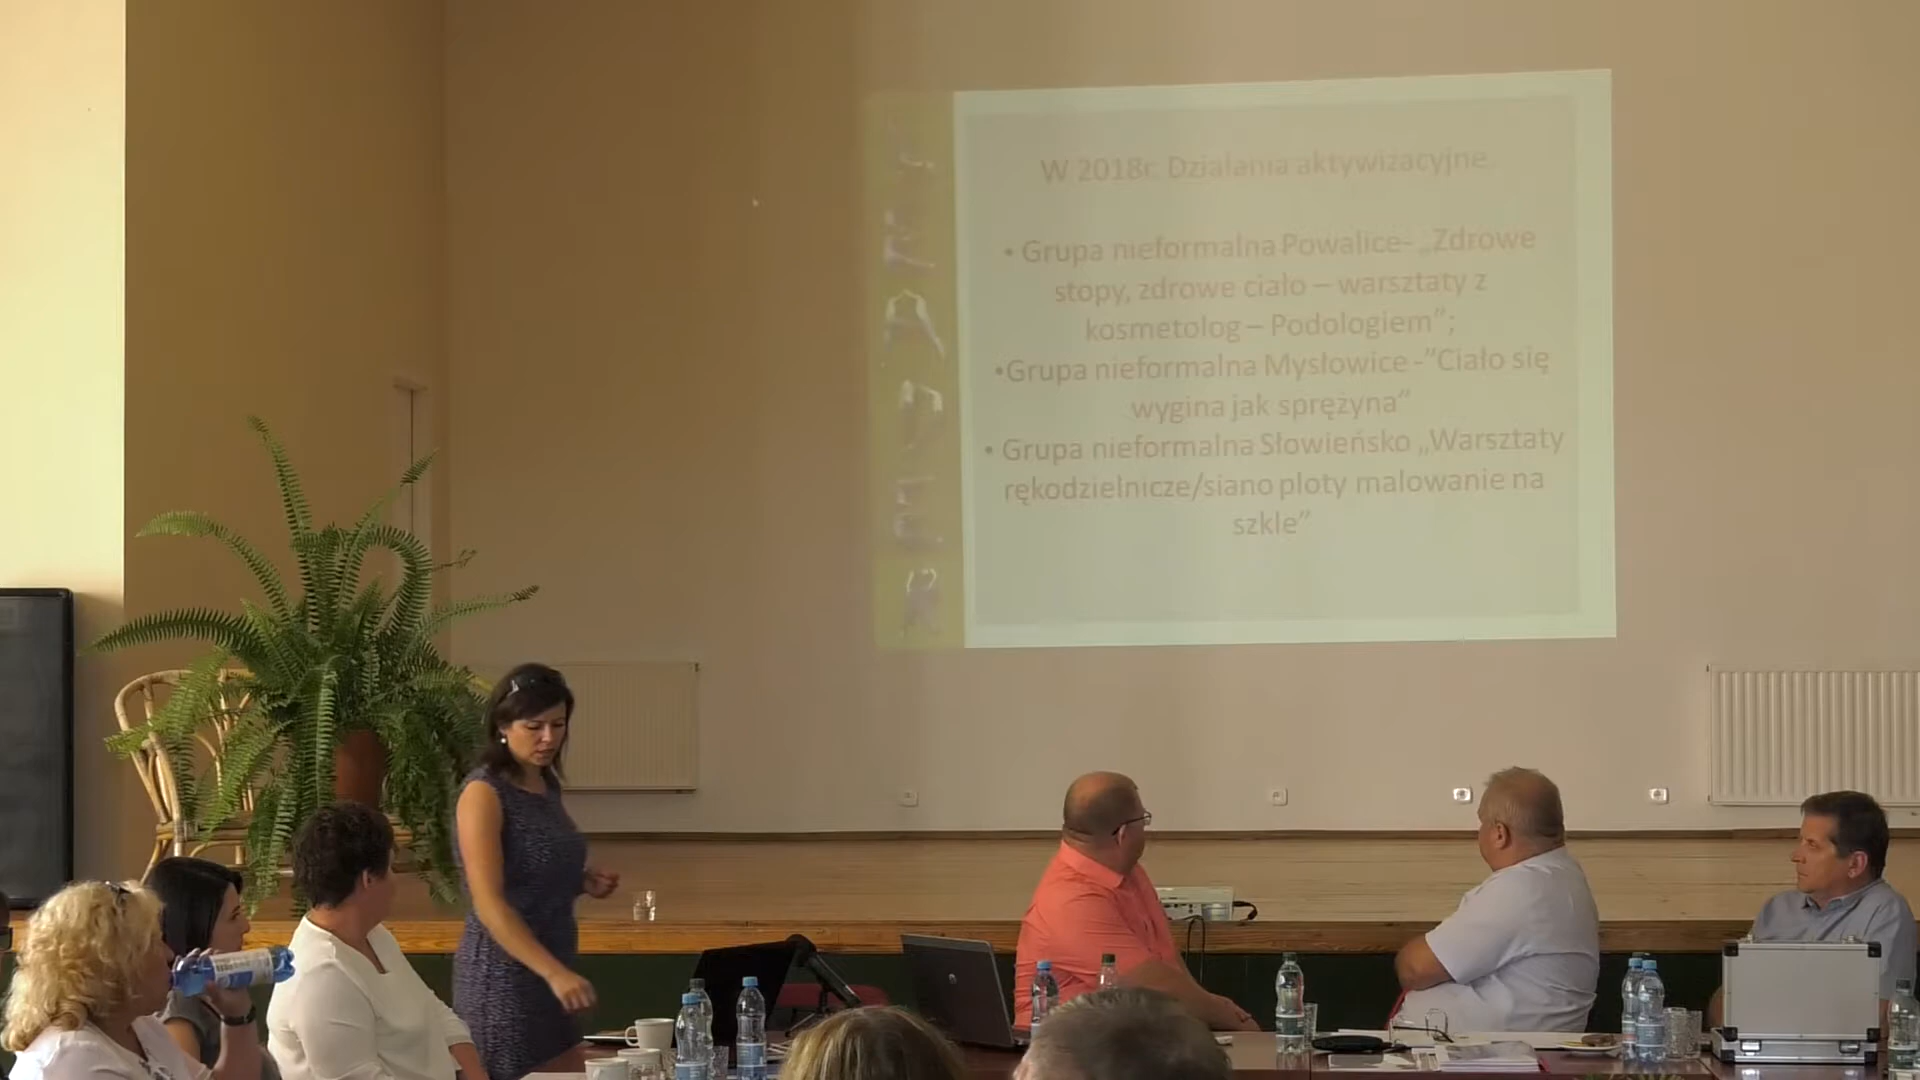 W 2018r. Działania aktywizacyjne.
• Grupa nieformalna Powalice- „Zdrowe
stopy, zdrowe ciało – warsztaty z
kosmetolog – Podologiem”;
•Grupa nieformalna Mysłowice -”Ciało się
wygina jak sprężyna”
• Grupa nieformalna Słowieńsko „Warsztaty
rękodzielnicze/siano ploty malowanie na
szkle”